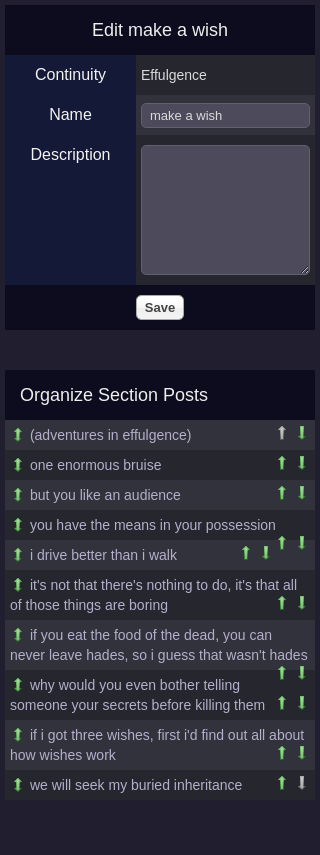 Edit make a wish
Continuity
Effulgence
Name
make a wish
Description
Save
Organize Section Posts
(adventures in effulgence)
one enormous bruise
but you like an audience
you have the means in your possession
i drive better than i walk
it's not that there's nothing to do, it's that all
of those things are boring
if you eat the food of the dead, you can
never leave hades, so i guess that wasn't hades
why would you even bother telling
someone your secrets before killing them
if i got three wishes, first i'd find out all about
how wishes work
we will seek my buried inheritance